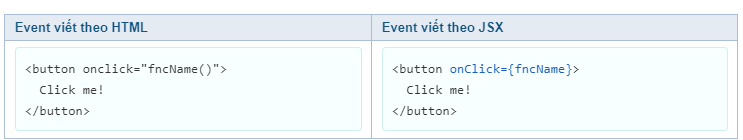 Event viết theo HTML
Event viết theo JSX
<button onclick="fncName()">
  Click me!
</button>
<button onClick={fncName}>
  Click me!
</button>